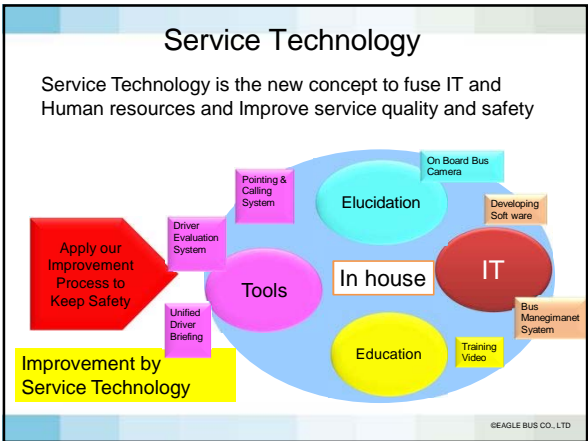 Service Technology
Service Technology is the new concept to fuse IT and
Human resources and Improve service quality and safety
On Board Bus
Camera
Pointing &
Calling
System
Elucidation
Developing
Soft ware
Driver
Evaluation
System
Apply our
Improvement
Process to
Keep Safety
Tools
In house
IT
Unified
Driver
Briefing
Bus
Manegimanet
Syatem
Education
Training
Video
Improvement by
Service Technology
©EAGLE BUS CO., LTD